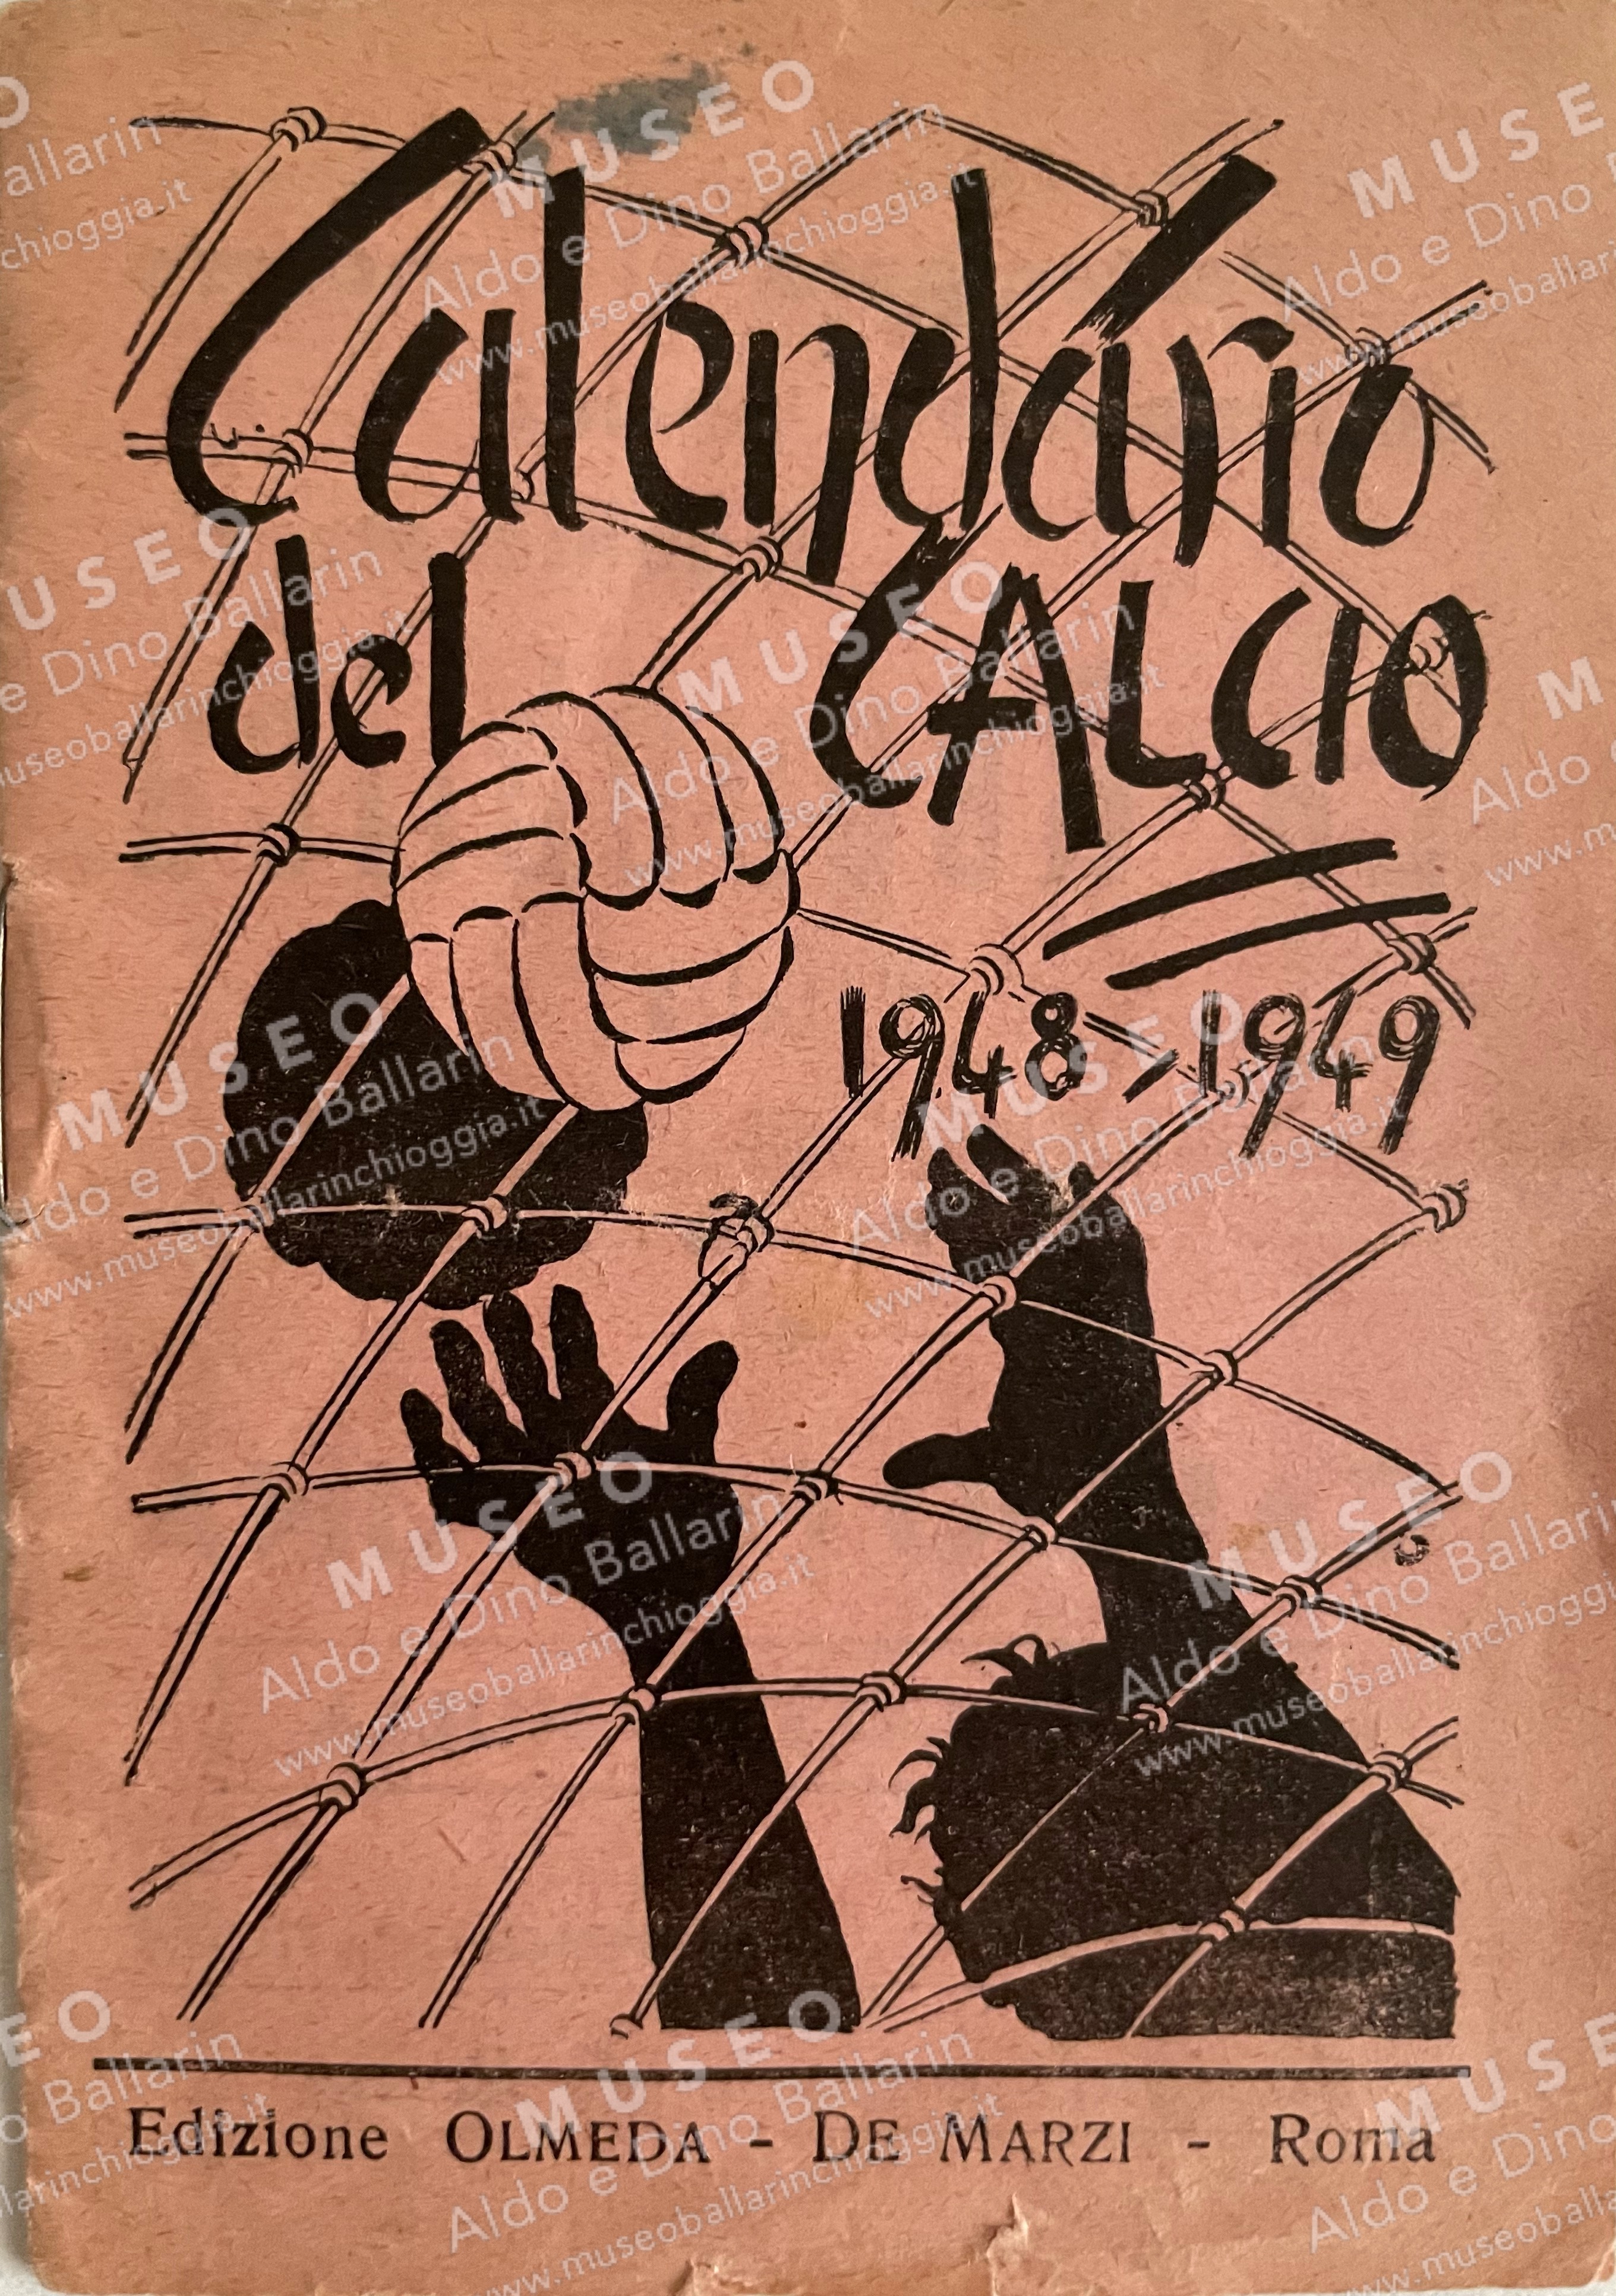 Calendario
del CALCIO
1948-1949
Edizione OLMEDA - DE MARZI - Roma
MUSEO
Aldo e Dino Ballarin
www.museoballarinchioggia.it